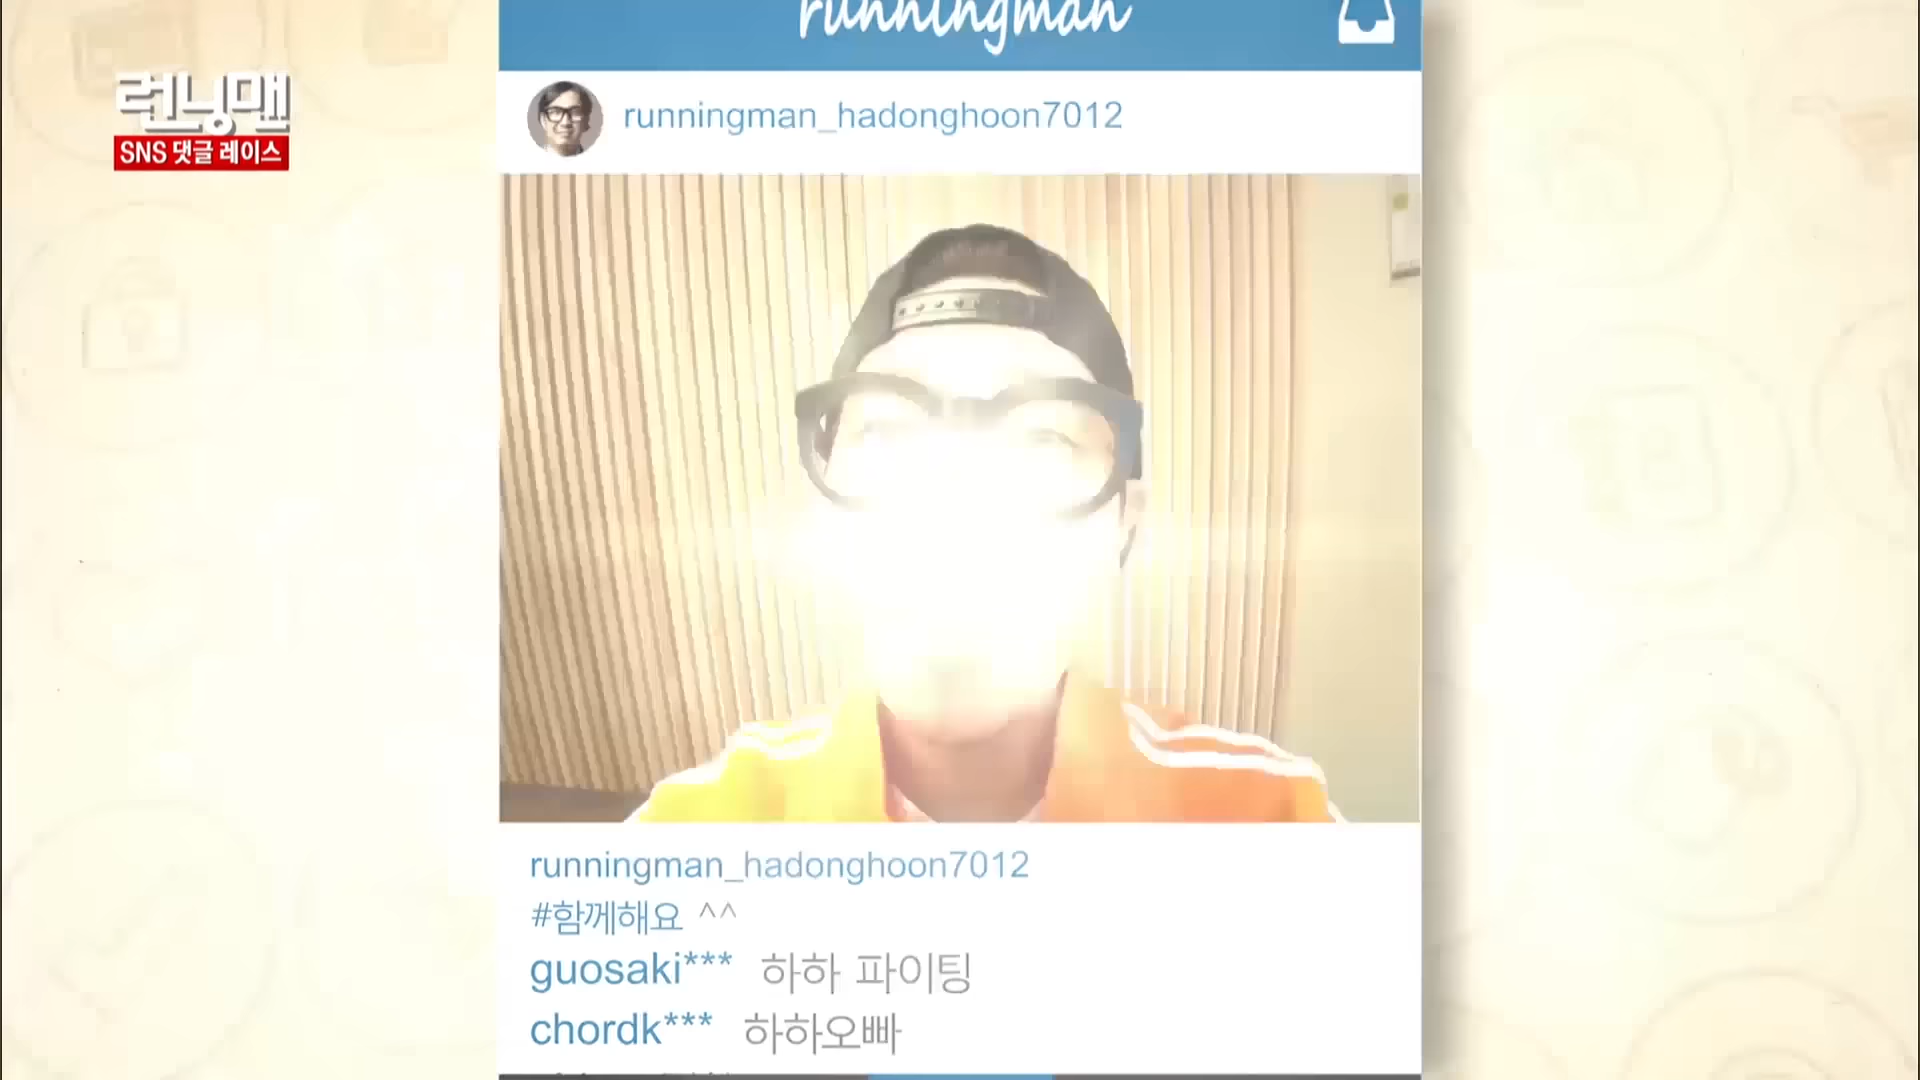 runningman
런닝맨
SNS 댓글 레이스
runningman_hadonghoon7012
runningman_hadonghoon7012
#함께해요 ^^
guosaki*** 하하 파이팅
chordk*** 하하오빠